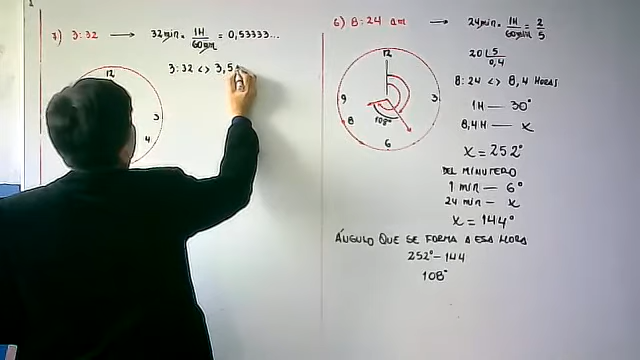 7) 3:32 → 32min. 1H/60min = 0,53333...
3:32 <> 3,5
12
3
4
6) 8:24 am → 24min. 1H/60min = 2/5
20 5
0,4
8:24 <> 8,4 HORAS
1H — 30°
8,4H — X
X = 252°
DEL MINUTERO
1 min — 6°
24 min — X
X = 144°
12
9
3
8
108°
6
ÁNGULO QUE SE FORMA A ESA HORA
252° - 144
108°